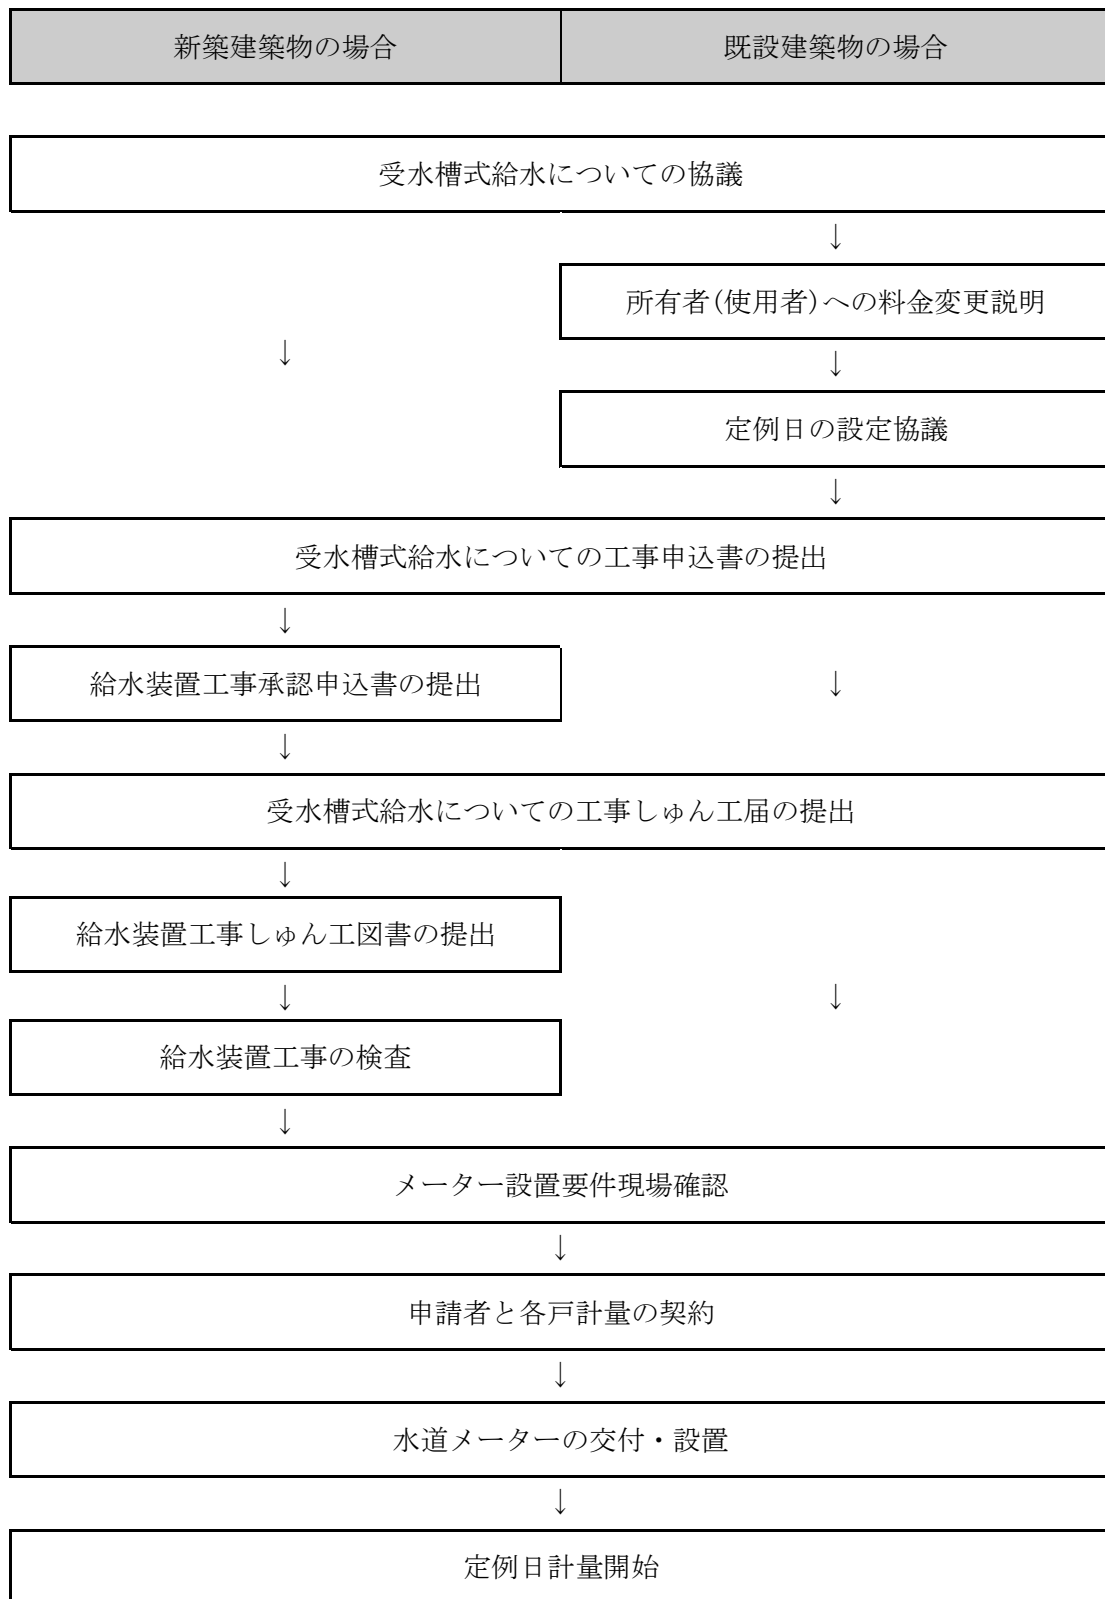 新築建築物の場合
既設建築物の場合
受水槽式給水についての協議
↓
所有者(使用者)への料金変更説明
↓
↓
定例日の設定協議
↓
受水槽式給水についての工事申込書の提出
↓
給水装置工事承認申込書の提出
↓
↓
受水槽式給水についての工事しゅん工届の提出
↓
給水装置工事しゅん工図書の提出
↓
↓
給水装置工事の検査
↓
メーター設置要件現場確認
↓
申請者と各戸計量の契約
↓
水道メーターの交付・設置
↓
定例日計量開始